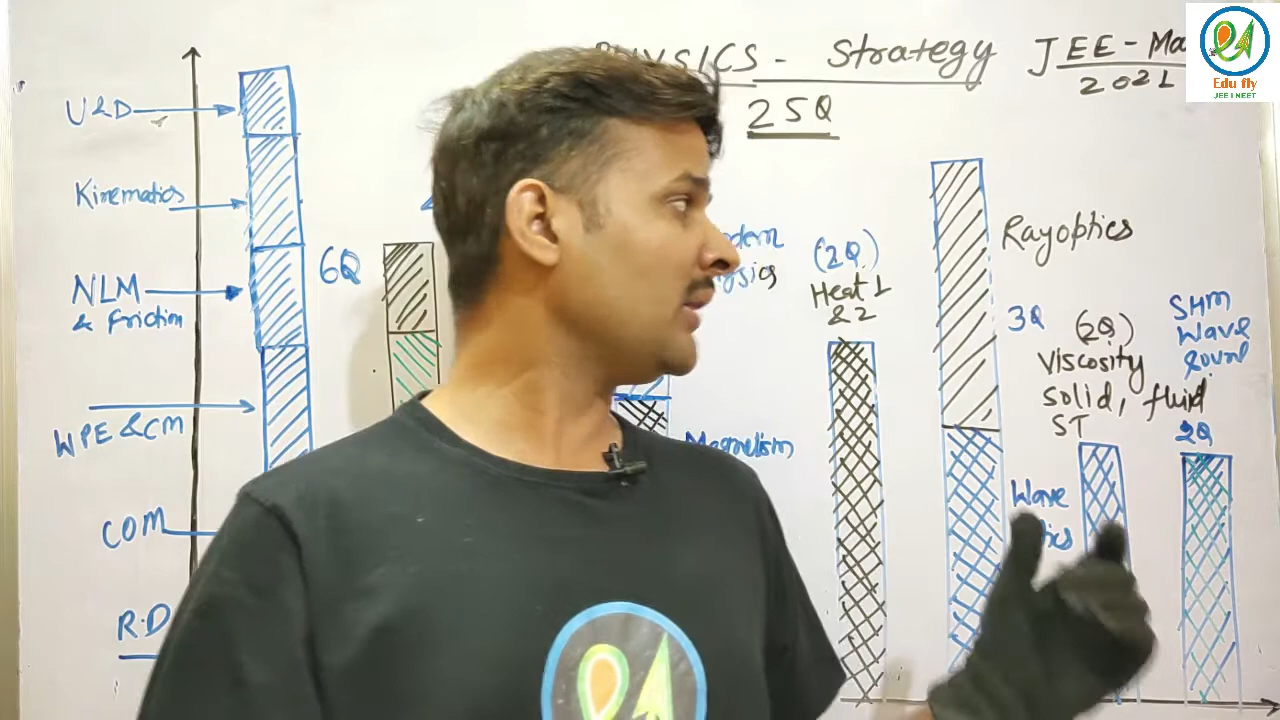 PHYSICS - Strategy JEE - Ma
2021
25Q
Edu fly
JEE I NEET
U&D
Kinematics
NLM
& friction
WPE & CM
COM
R.D
6Q
Magnetism
(2Q)
Heat 1
& 2
Rayoptics
3Q
Wave
(2Q)
Viscosity
Solid, fluid
ST
SHM
Wave
2Q